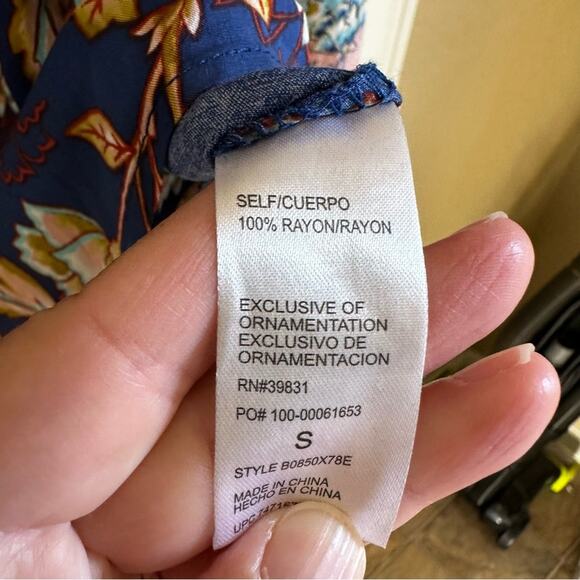 SELF/CUERPO
100% RAYON/RAYON
EXCLUSIVE OF
ORNAMENTATION
EXCLUSIVO DE
ORNAMENTACION
RN#39831
PO# 100-00061653
S
STYLE B0850X78E
MADE IN CHINA
HECHO EN CHINA
UPC